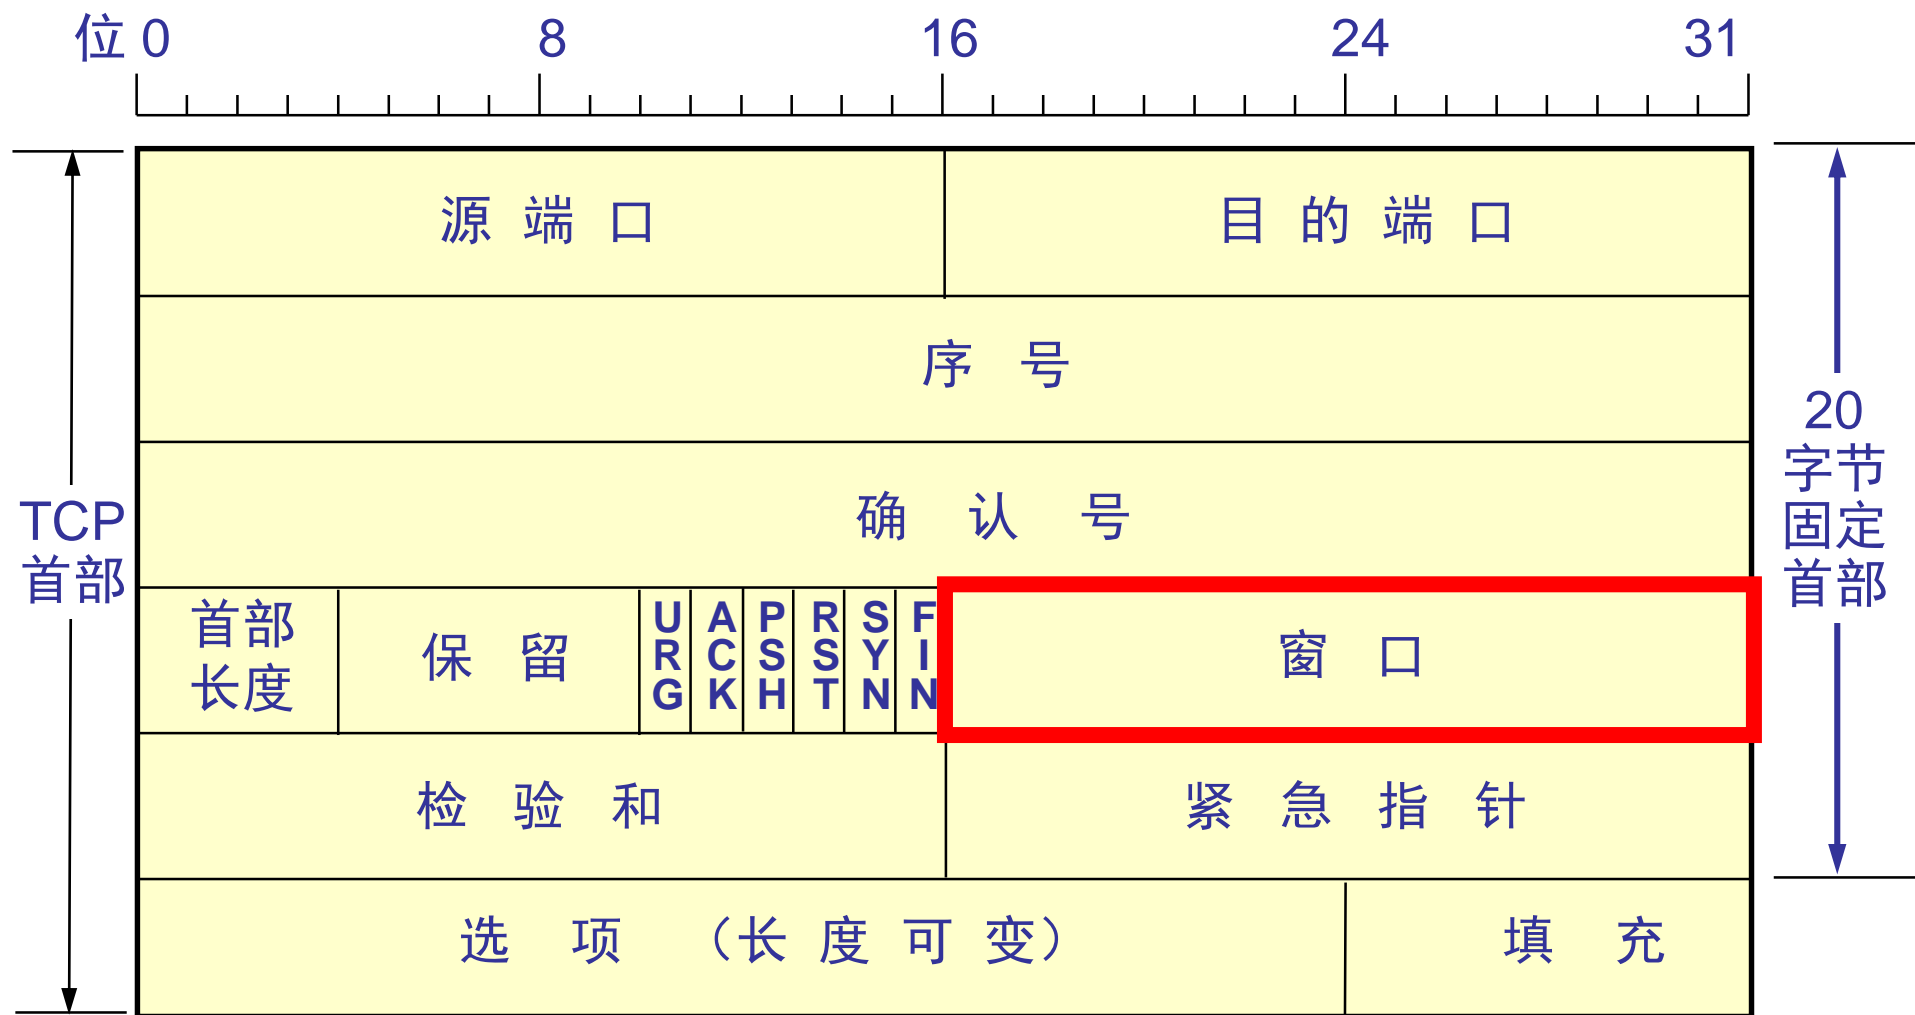 位 0 8 16 24 31
源 端 口 目 的 端 口
序 号
确 认 号
TCP
首部
20
字节
固定
首部
首部
长度
保 留
URG
ACK
PSH
RST
SYN
FIN
窗 口
检 验 和 紧 急 指 针
选 项 （长 度 可 变） 填 充